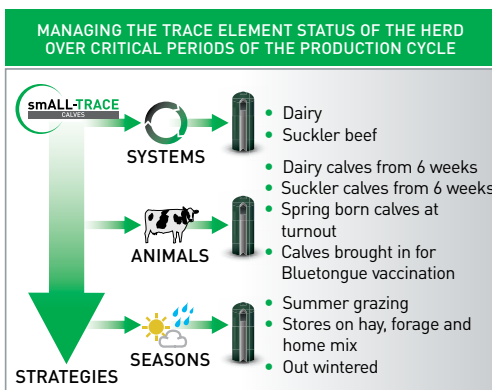 MANAGING THE TRACE ELEMENT STATUS OF THE HERD
OVER CRITICAL PERIODS OF THE PRODUCTION CYCLE
smALL-TRACE
CALVES
SYSTEMS
• Dairy
• Suckler beef
ANIMALS
• Dairy calves from 6 weeks
• Suckler calves from 6 weeks
• Spring born calves at
turnout
• Calves brought in for
Bluetongue vaccination
SEASONS
• Summer grazing
• Stores on hay, forage and
home mix
• Out wintered
STRATEGIES